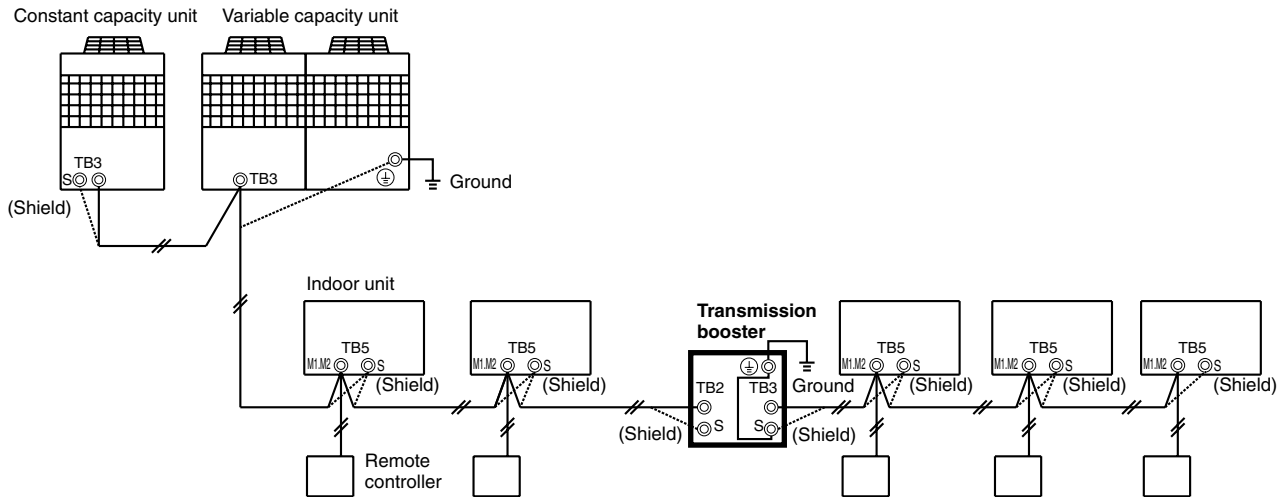 Constant capacity unit
Variable capacity unit
TB3
S
(Shield)
TB3
Ground
Indoor unit
TB5
M1.M2
S
(Shield)
TB5
M1.M2
S
(Shield)
Transmission
booster
TB2
TB3
S
S
Ground
(Shield)
(Shield)
TB5
M1.M2
S
(Shield)
TB5
M1.M2
S
(Shield)
TB5
M1.M2
S
(Shield)
Remote
controller